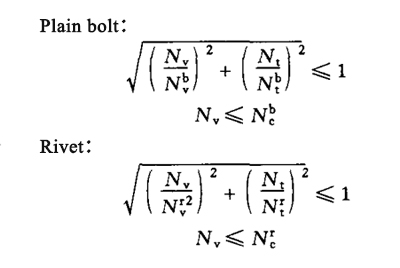 Plain bolt:
√((N_v/N_v^b)^2 + (N_t/N_t^b)^2) ⩽ 1
N_v ⩽ N_c^b
Rivet:
√((N_v/N_v^{r2})^2 + (N_t/N_t^r)^2) ⩽ 1
N_v ⩽ N_c^r